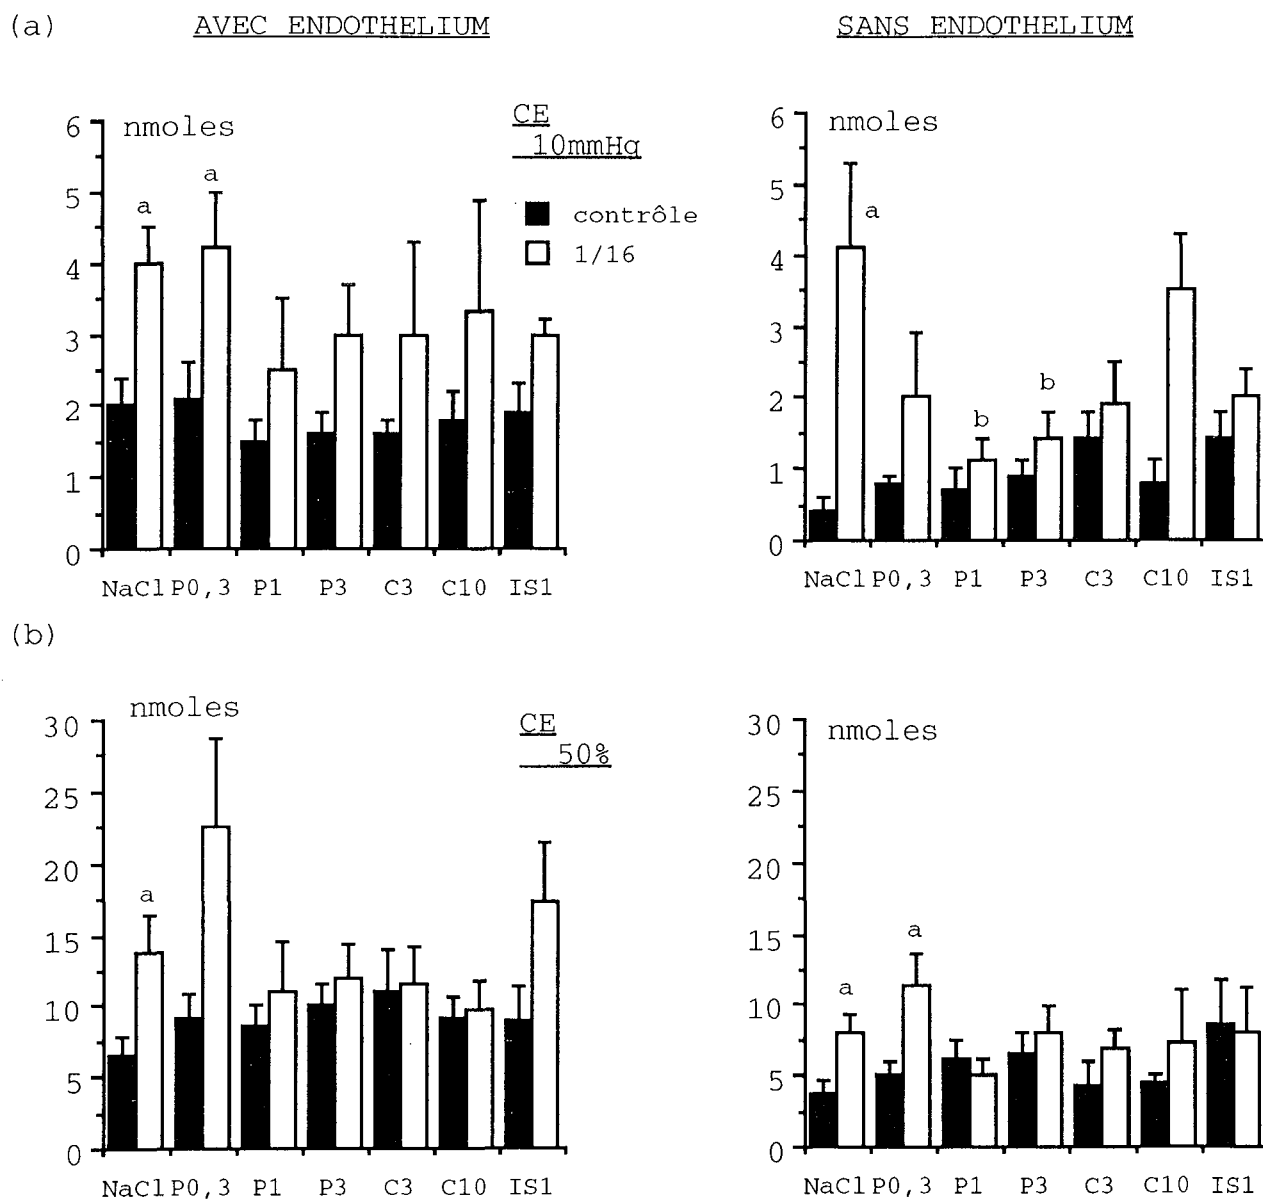 (a) AVEC ENDOTHELIUM SANS ENDOTHELIUM
nmoles
CE
10mmHg
contrôle
1/16
6
5
4
3
2
1
0
a a
NaCl P0,3 P1 P3 C3 C10 IS1
nmoles
6
5
4
3
2
1
0
a
b
b
NaCl P0,3 P1 P3 C3 C10 IS1
(b)
nmoles
CE
50%
30
25
20
15
10
5
0
a
NaCl P0,3 P1 P3 C3 C10 IS1
nmoles
30
25
20
15
10
5
0
a
a
NaCl P0,3 P1 P3 C3 C10 IS1